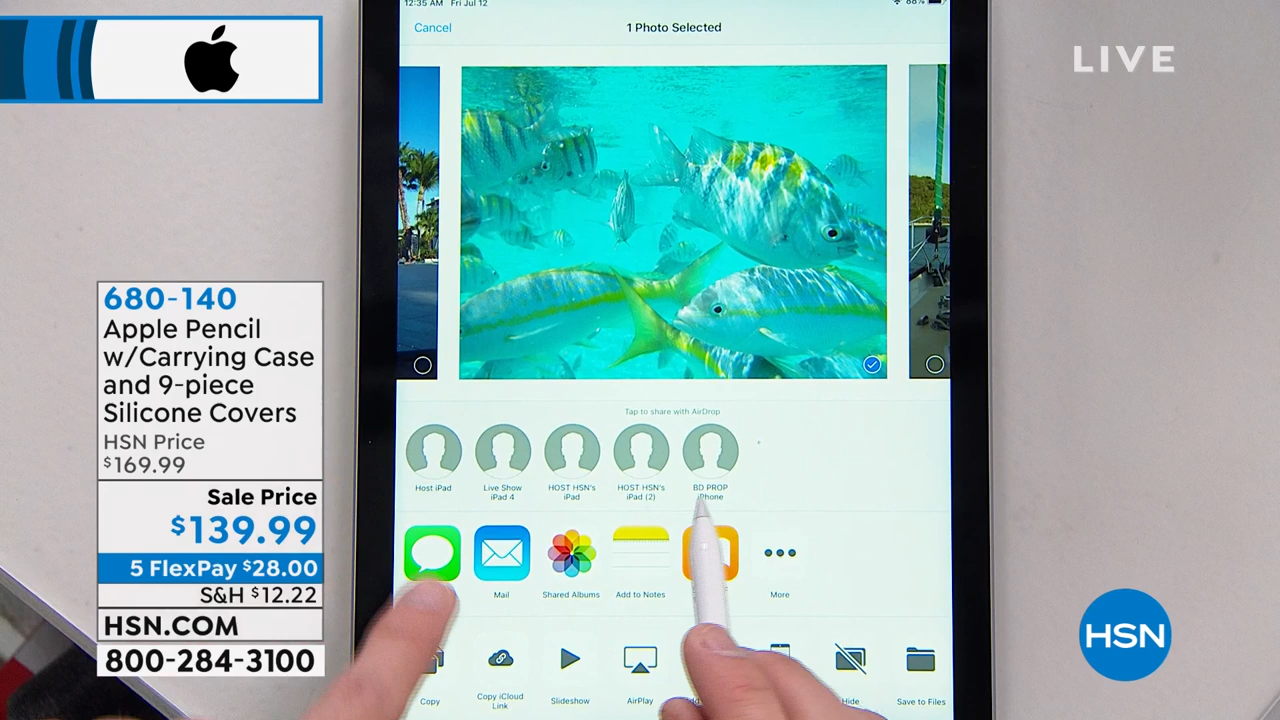 12:35 AM Fri Jul 12
88%
Cancel
1 Photo Selected
LIVE
680-140
Apple Pencil
w/Carrying Case
and 9-piece
Silicone Covers
HSN Price
$169.99
Sale Price
$139.99
5 FlexPay $28.00
S&H $12.22
HSN.COM
800-284-3100
Tap to share with AirDrop
Host iPad
Live Show
iPad 4
HOST HSN's
iPad
HOST HSN's
iPad (2)
BD PROP
iPhone
Mail
Shared Albums
Add to Notes
More
Copy
Copy iCloud
Link
Slideshow
AirPlay
Hide
Save to Files
HSN